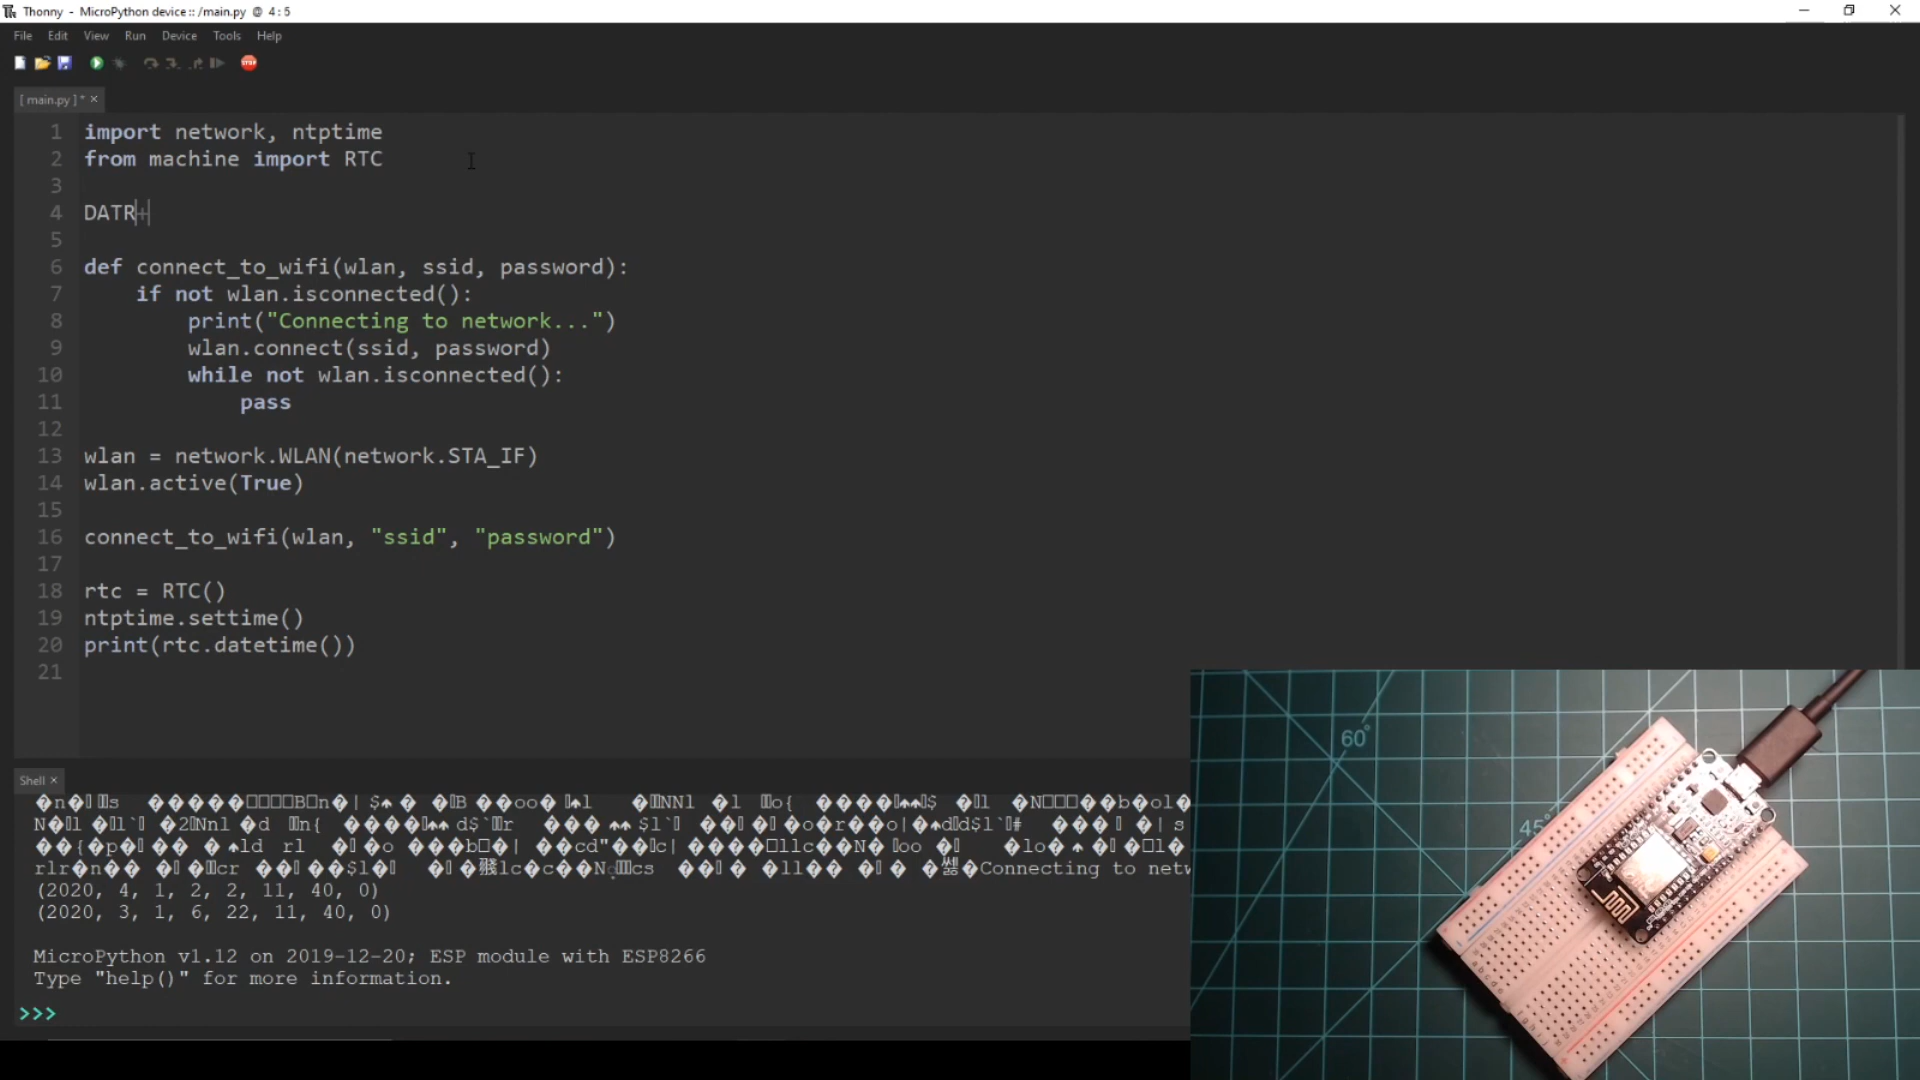 Thonny - MicroPython device :: /main.py @ 4 : 5
File Edit View Run Device Tools Help
STOP
[ main.py ] * ×
1 import network, ntptime
2 from machine import RTC
3
4 DATR
5
6 def connect_to_wifi(wlan, ssid, password):
7 if not wlan.isconnected():
8 print("Connecting to network...")
9 wlan.connect(ssid, password)
10 while not wlan.isconnected():
11 pass
12
13 wlan = network.WLAN(network.STA_IF)
14 wlan.active(True)
15
16 connect_to_wifi(wlan, "ssid", "password")
17
18 rtc = RTC()
19 ntptime.settime()
20 print(rtc.datetime())
21
Shell ×
Connecting to netw
(2020, 4, 1, 2, 2, 11, 40, 0)
(2020, 3, 1, 6, 22, 11, 40, 0)
MicroPython v1.12 on 2019-12-20; ESP module with ESP8266
Type "help()" for more information.
>>>
60°
45°